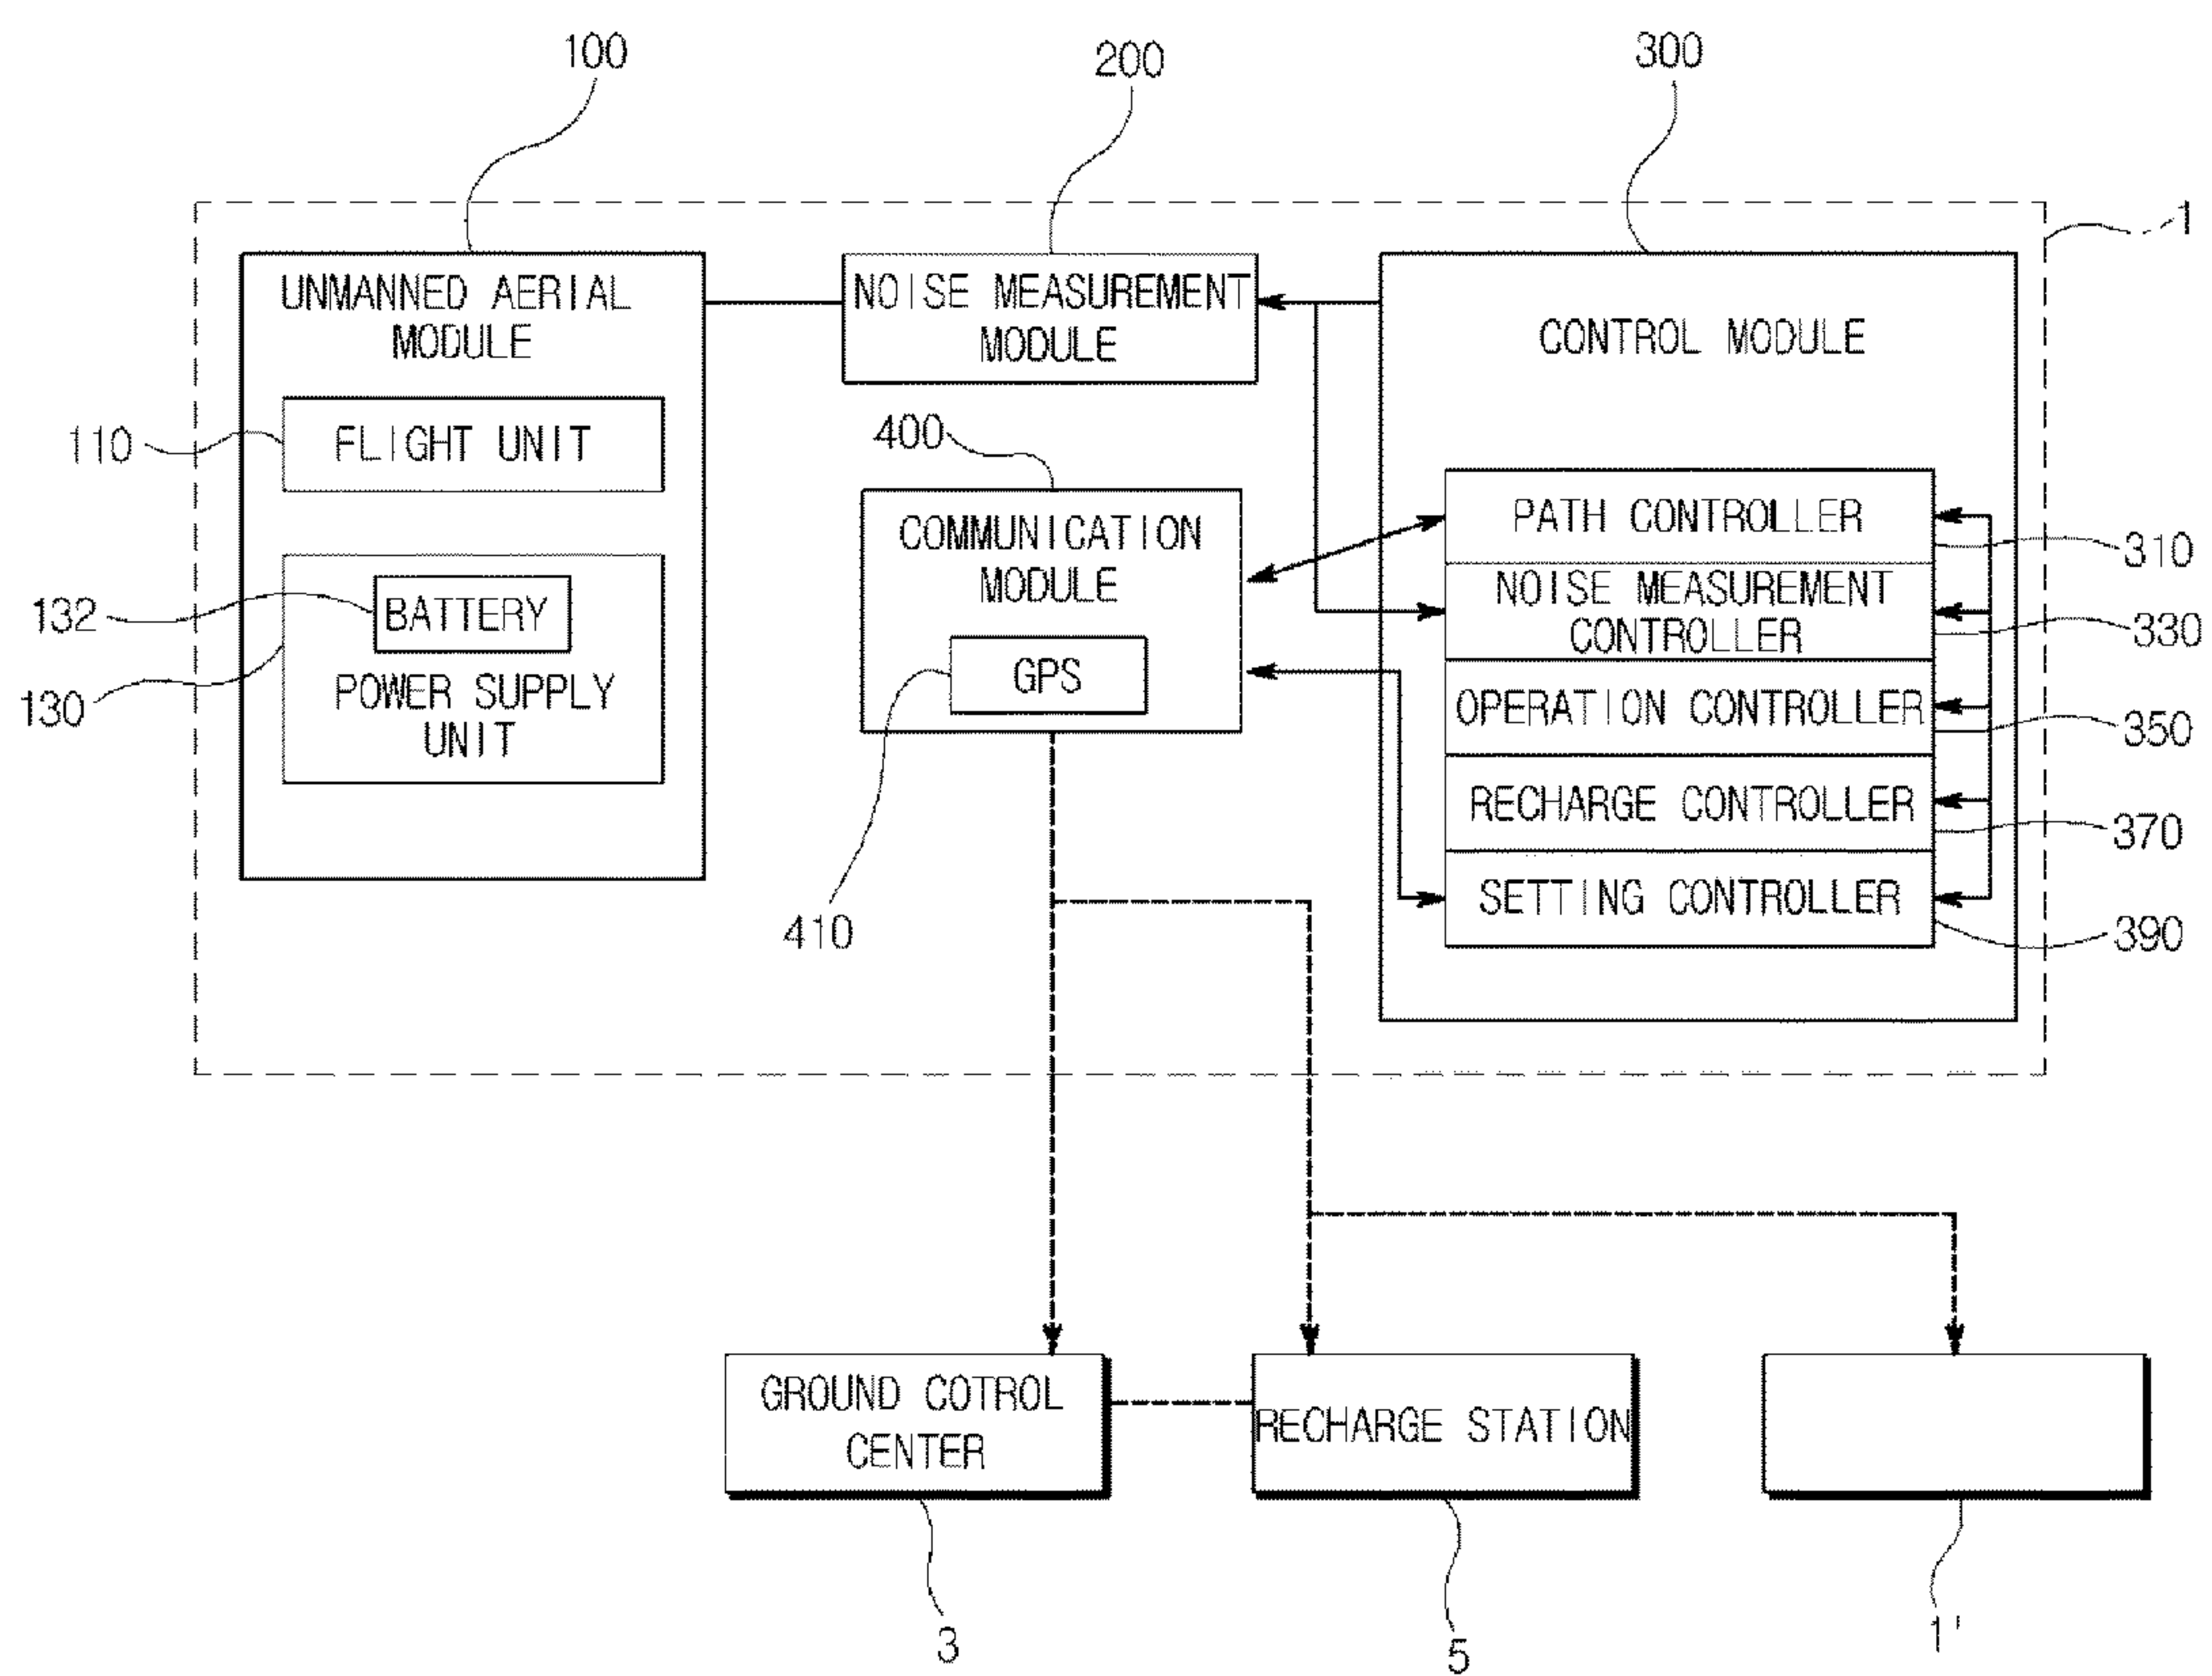 100
200
300
1
UNMANNED AERIAL
MODULE
NOISE MEASUREMENT
MODULE
CONTROL MODULE
110
FLIGHT UNIT
400
COMMUNICATION
MODULE
PATH CONTROLLER
310
132
BATTERY
NOISE MEASUREMENT
CONTROLLER
330
130
POWER SUPPLY
UNIT
GPS
OPERATION CONTROLLER
350
RECHARGE CONTROLLER
370
410
SETTING CONTROLLER
390
GROUND COTROL
CENTER
RECHARGE STATION
3
5
1'